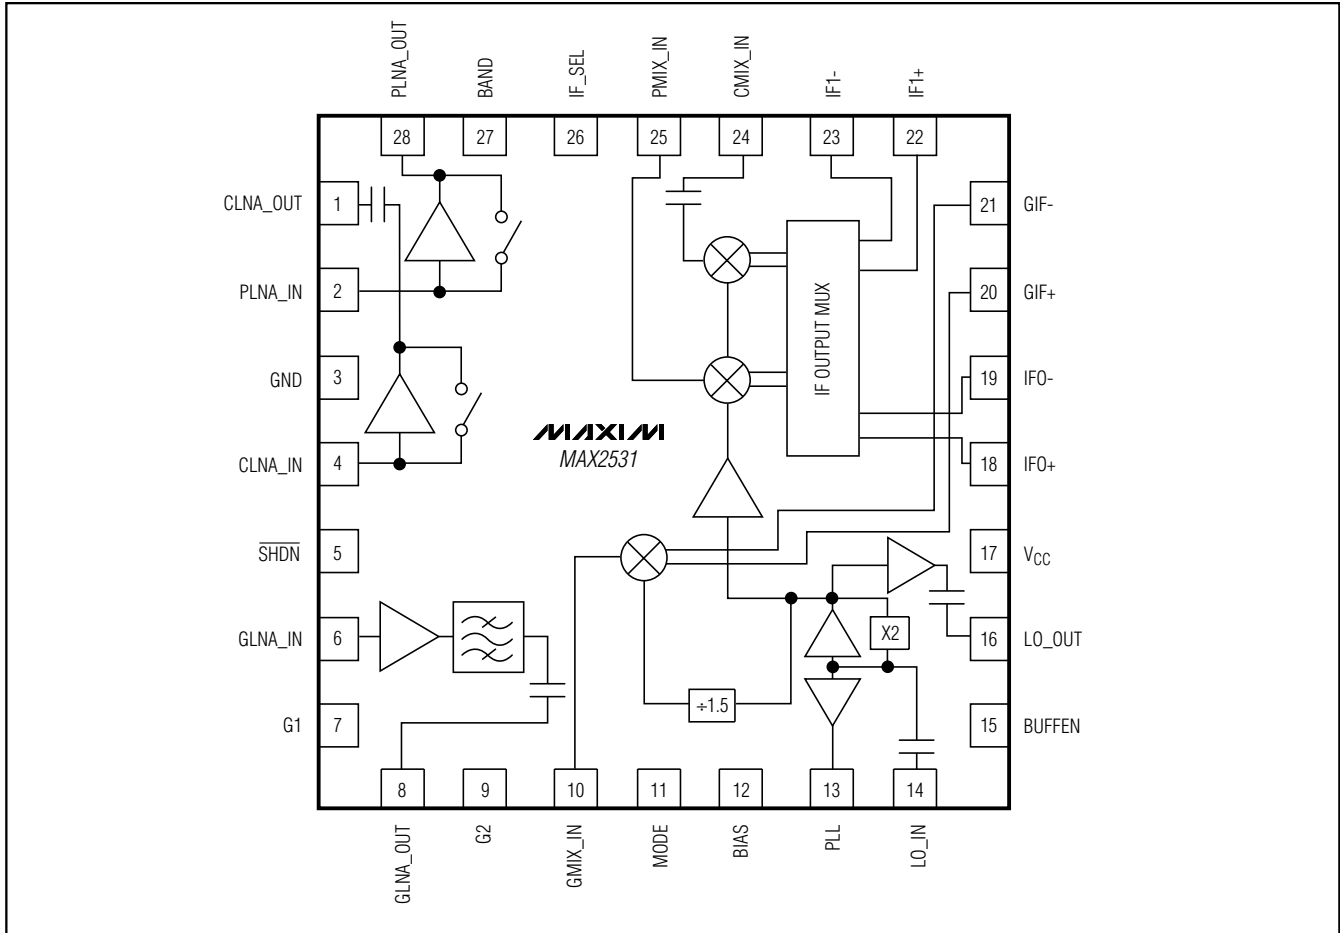 PLNA_OUT
BAND
IF_SEL
PMIX_IN
CMIX_IN
IF1-
IF1+
28
27
26
25
24
23
22
CLNA_OUT
1
PLNA_IN
2
GND
3
CLNA_IN
4
SHDN
5
GLNA_IN
6
G1
7
21
GIF-
20
GIF+
19
IF0-
18
IF0+
17
VCC
16
LO_OUT
15
BUFFEN
IF OUTPUT MUX
MAXIM
MAX2531
X2
÷1.5
8
9
10
11
12
13
14
GLNA_OUT
G2
GMIX_IN
MODE
BIAS
PLL
LO_IN